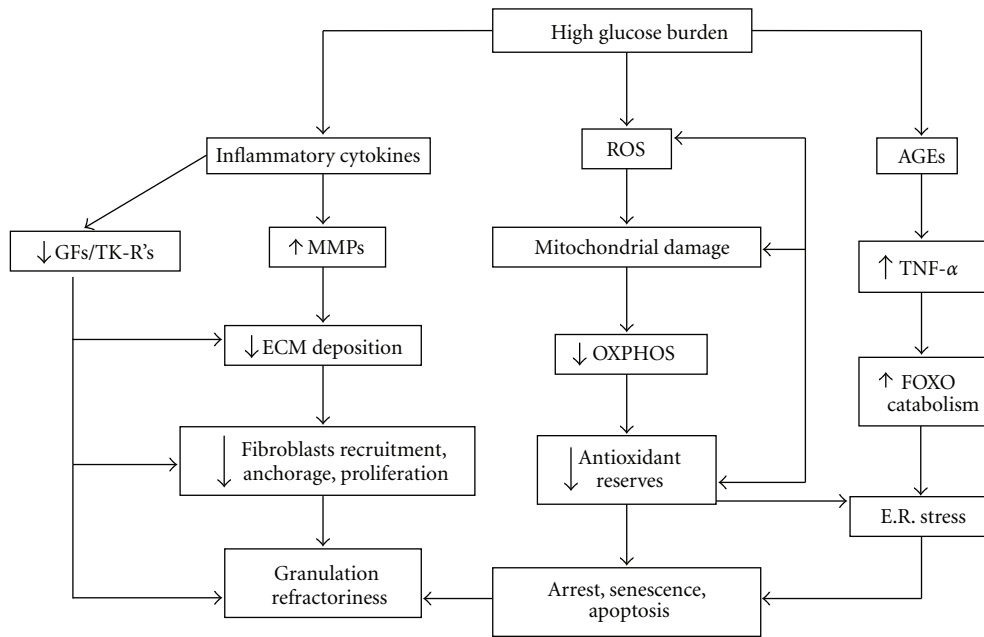 High glucose burden
Inflammatory cytokines
ROS
AGEs
↓ GFs/TK-R's
↑ MMPs
Mitochondrial damage
↑ TNF-α
↓ ECM deposition
↓ OXPHOS
↑ FOXO
catabolism
↓ Fibroblasts recruitment,
anchorage, proliferation
↓ Antioxidant
reserves
E.R. stress
Granulation
refractoriness
Arrest, senescence,
apoptosis